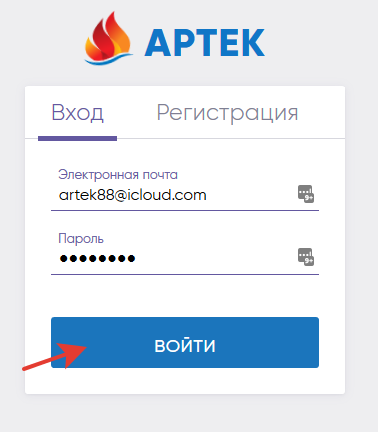 АРТЕК
Вход Регистрация
Электронная почта
artek88@icloud.com
Пароль
••••••••
ВОЙТИ